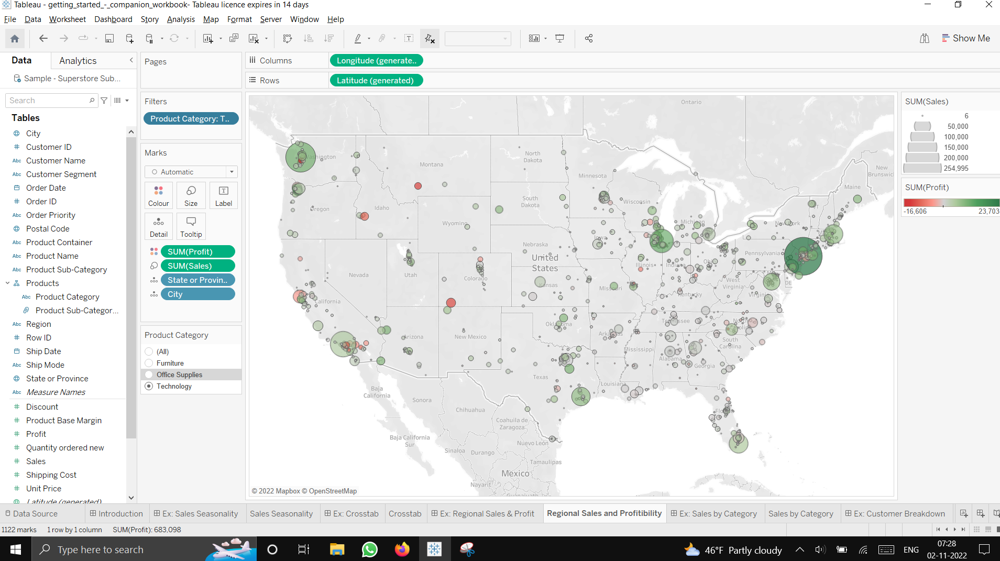 Tableau - getting_started_-_companion_workbook- Tableau licence expires in 14 days
File Data Worksheet Dashboard Story Analysis Map Format Server Window Help
Show Me
Data Analytics
Sample - Superstore Sub...
Search
Tables
City
Customer ID
Abc Customer Name
Abc Customer Segment
Order Date
Order ID
Abc Order Priority
Postal Code
Abc Product Container
Abc Product Name
Abc Product Sub-Category
Products
Abc Product Category
Product Sub-Categor...
Abc Region
Row ID
Ship Date
Abc Ship Mode
State or Province
Abc Measure Names
Discount
Product Base Margin
Profit
Quantity ordered new
Sales
Shipping Cost
Unit Price
Latitude (generated)
Pages
Filters
Product Category: T..
Marks
Automatic
Colour Size Label
Detail Tooltip
SUM(Profit)
SUM(Sales)
State or Provin..
City
Product Category
(All)
Furniture
Office Supplies
Technology
Columns
Longitude (generate..
Rows
Latitude (generated)
Ontario
Washington
Montana
North
Dakota
Minnesota
New
Brunswic
Maine
VT
Oregon
Idaho
South
Dakota
Wisconsin
Wyoming
Michigan
New York
Iowa
Nebraska
United
States
Pennsylvania
Nevada
Utah
Colorado
Illinois
Indiana
Ohio
California
Kansas
Missouri
West
Virginia
DE
Kentucky
Virginia
Arizona
New Mexico
Oklahoma
Arkansas
Tennessee
North
Carolina
South
Carolina
Mississippi
Alabama
Georgia
Texas
Louisiana
Florida
Baja
California
Sonora
Chihuahua
Coahuila de
Zaragoza
Baja California
Sur
Nuevo León
Sinaloa
Durango
Tamaulipas
Mexico
Nayarit
Guanajuato
© 2022 Mapbox © OpenStreetMap
SUM(Sales)
6
50,000
100,000
150,000
200,000
254,995
SUM(Profit)
-16,606 23,703
Data Source Introduction Ex: Sales Seasonality Sales Seasonality Ex: Crosstab Crosstab Ex: Regional Sales & Profit Regional Sales and Profitibility Ex: Sales by Category Sales by Category Ex: Customer Breakdown
1122 marks 1 row by 1 column SUM(Profit): 683,098
Type here to search
46°F Partly cloudy
ENG
07:28
02-11-2022